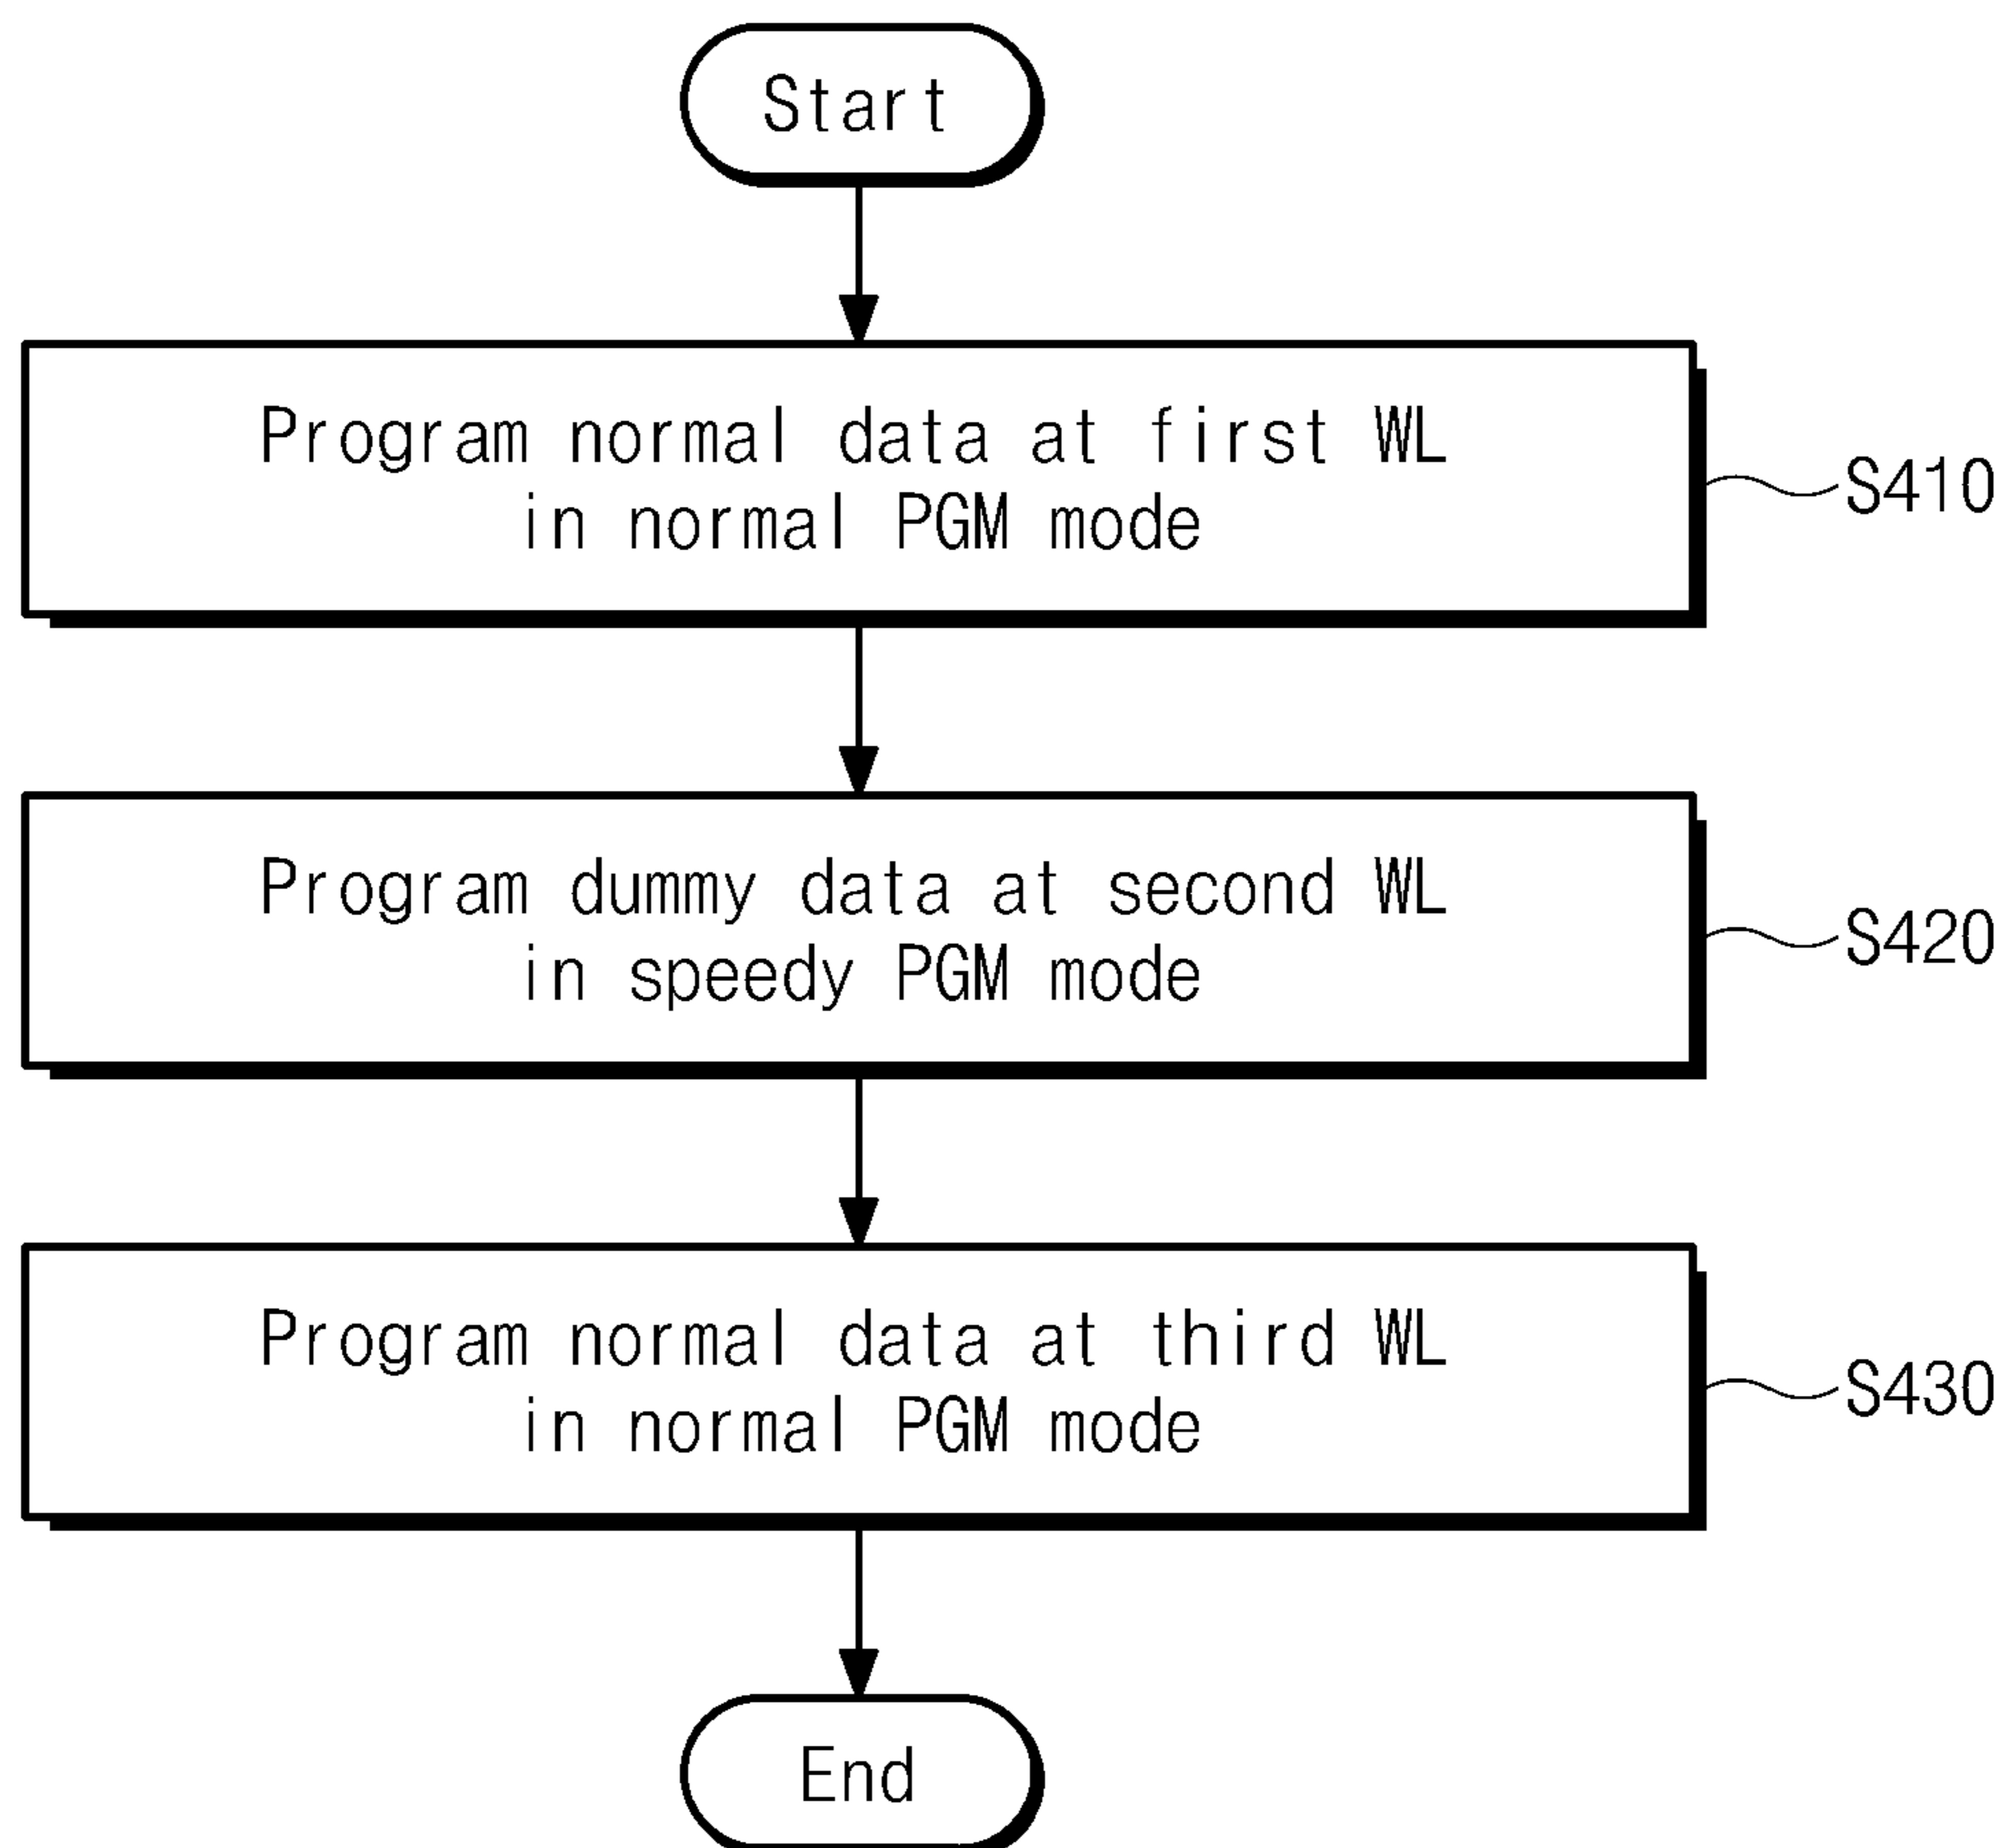 Start
Program normal data at first WL
in normal PGM mode
S410
Program dummy data at second WL
in speedy PGM mode
S420
Program normal data at third WL
in normal PGM mode
S430
End